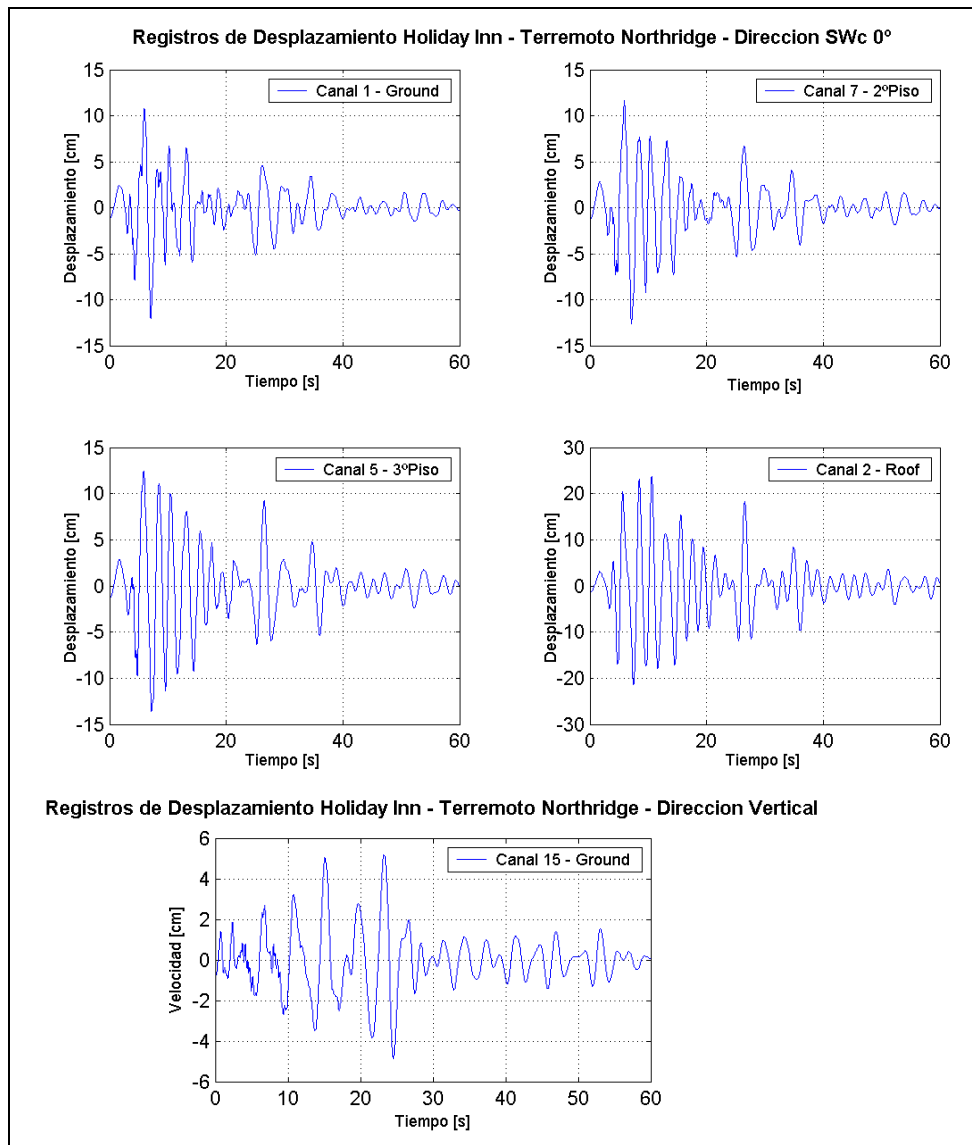 Registros de Desplazamiento Holiday Inn - Terremoto Northridge - Direccion SWc 0º
Canal 1 - Ground
Desplazamiento [cm]
15
10
5
0
-5
-10
-15
0 20 40 60
Tiempo [s]
Canal 7 - 2ºPiso
Desplazamiento [cm]
15
10
5
0
-5
-10
-15
0 20 40 60
Tiempo [s]
Canal 5 - 3ºPiso
Desplazamiento [cm]
15
10
5
0
-5
-10
-15
0 20 40 60
Tiempo [s]
Canal 2 - Roof
Desplazamiento [cm]
30
20
10
0
-10
-20
-30
0 20 40 60
Tiempo [s]
Registros de Desplazamiento Holiday Inn - Terremoto Northridge - Direccion Vertical
Canal 15 - Ground
Velocidad [cm]
6
4
2
0
-2
-4
-6
0 10 20 30 40 50 60
Tiempo [s]